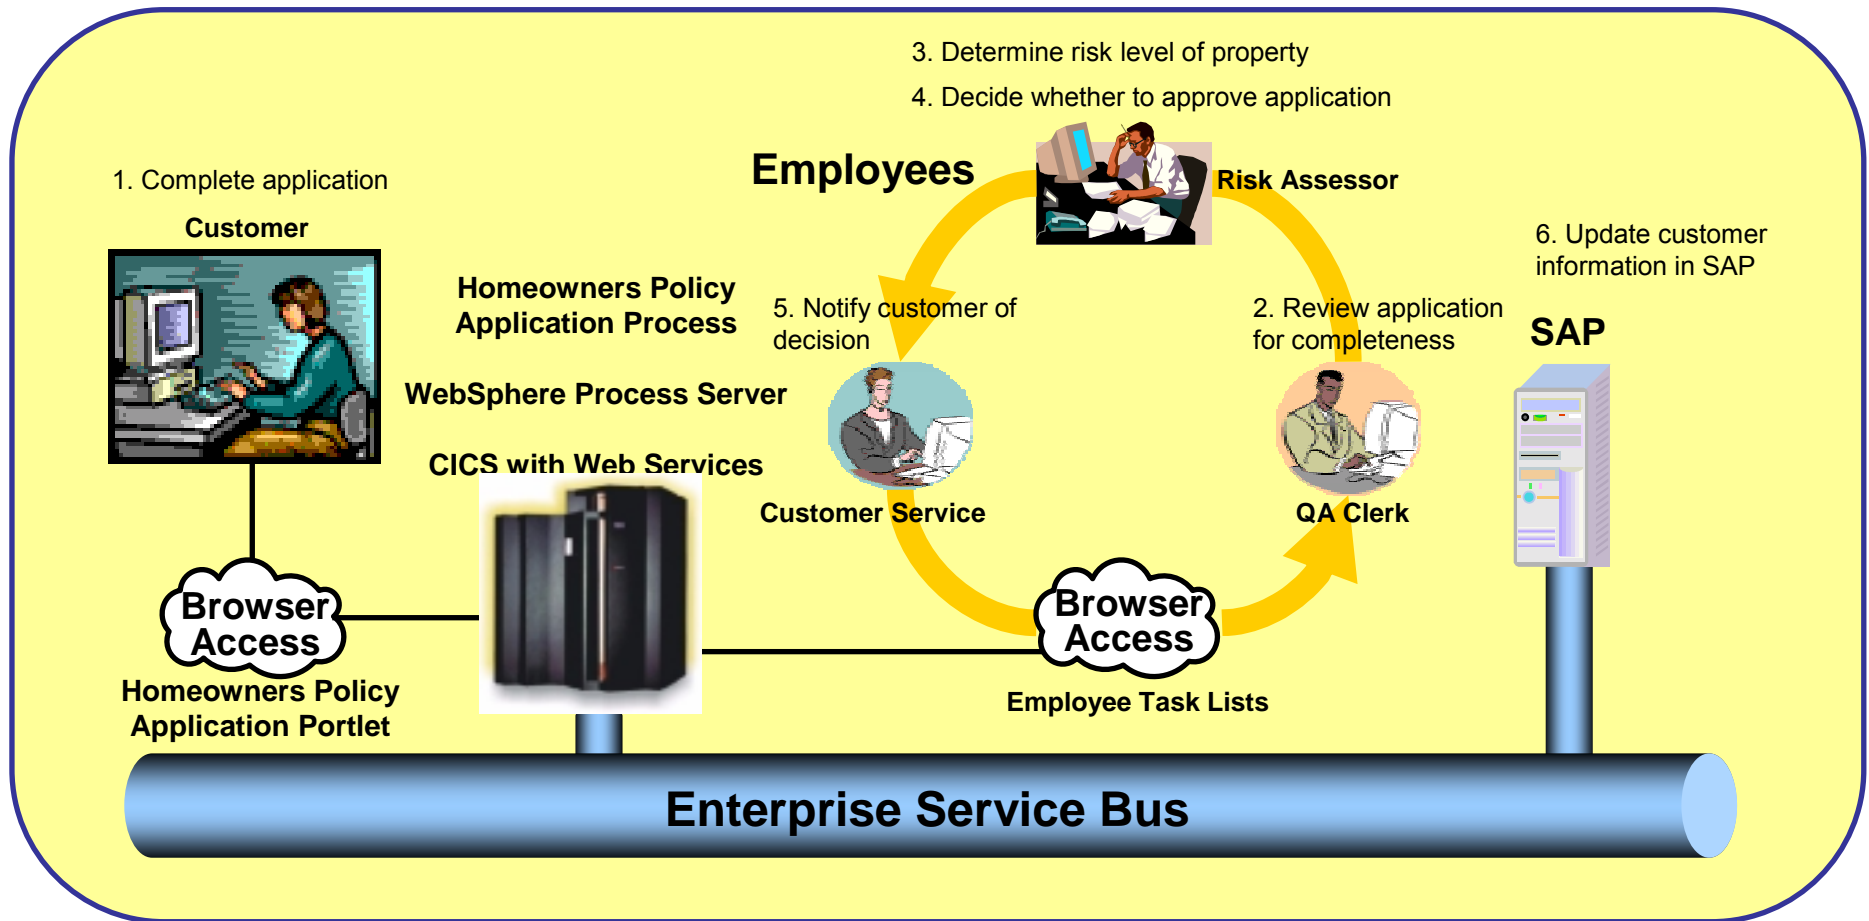 3. Determine risk level of property
4. Decide whether to approve application
Employees
Risk Assessor
1. Complete application
Customer
6. Update customer
information in SAP
SAP
Homeowners Policy
Application Process
WebSphere Process Server
CICS with Web Services
5. Notify customer of
decision
Customer Service
2. Review application
for completeness
QA Clerk
Browser
Access
Homeowners Policy
Application Portlet
Browser
Access
Employee Task Lists
Enterprise Service Bus